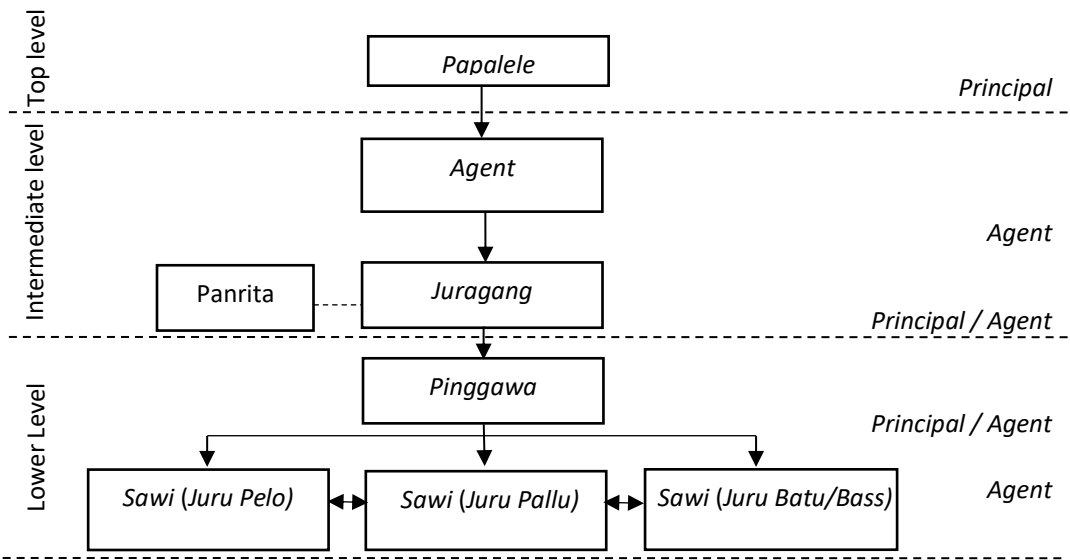 Top level
Papalele
Principal
Intermediate level
Agent
Agent
Panrita
Juragang
Principal / Agent
Lower Level
Pinggawa
Principal / Agent
Sawi (Juru Pelo)
Sawi (Juru Pallu)
Sawi (Juru Batu/Bass)
Agent